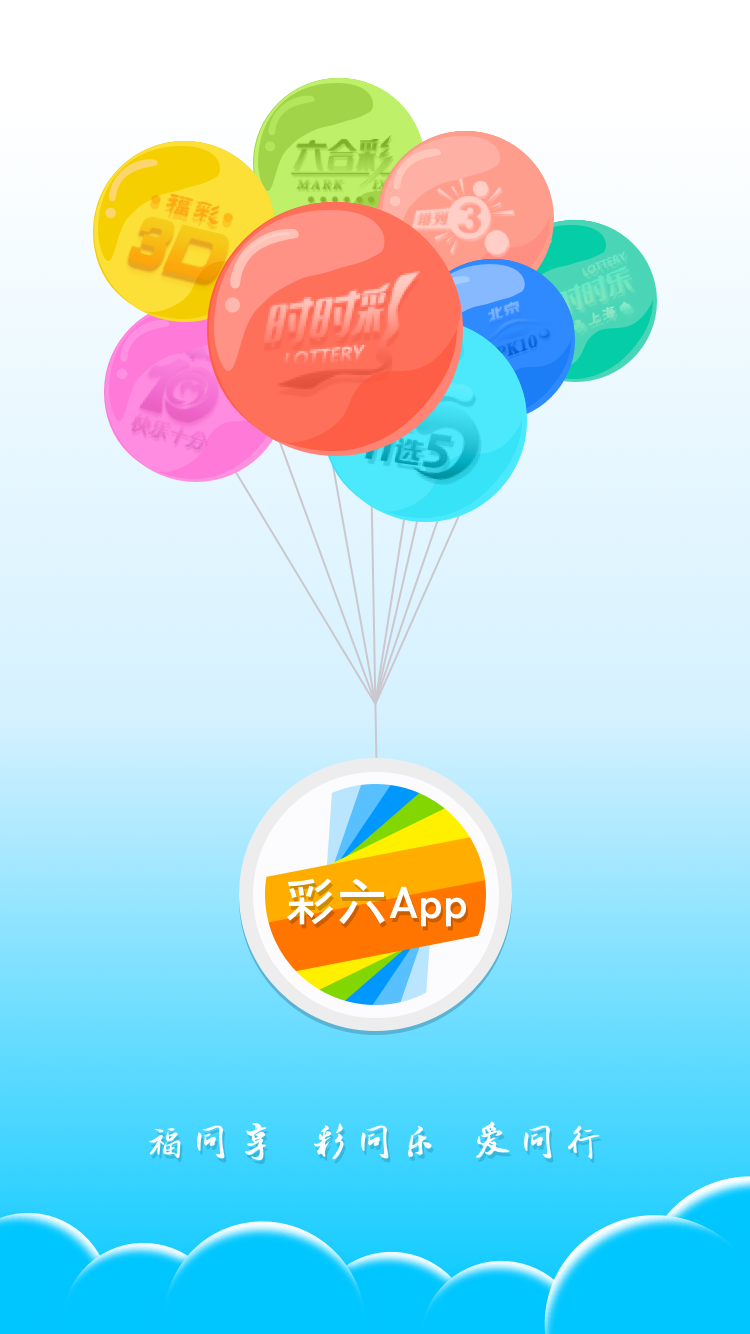 六合彩
MARK
福彩
3D
排列
3
LOTTERY
时时乐
上海
时时彩
LOTTERY
北京
PK10
10
快乐十分
11选5
彩六App
福同享 彩同乐 爱同行